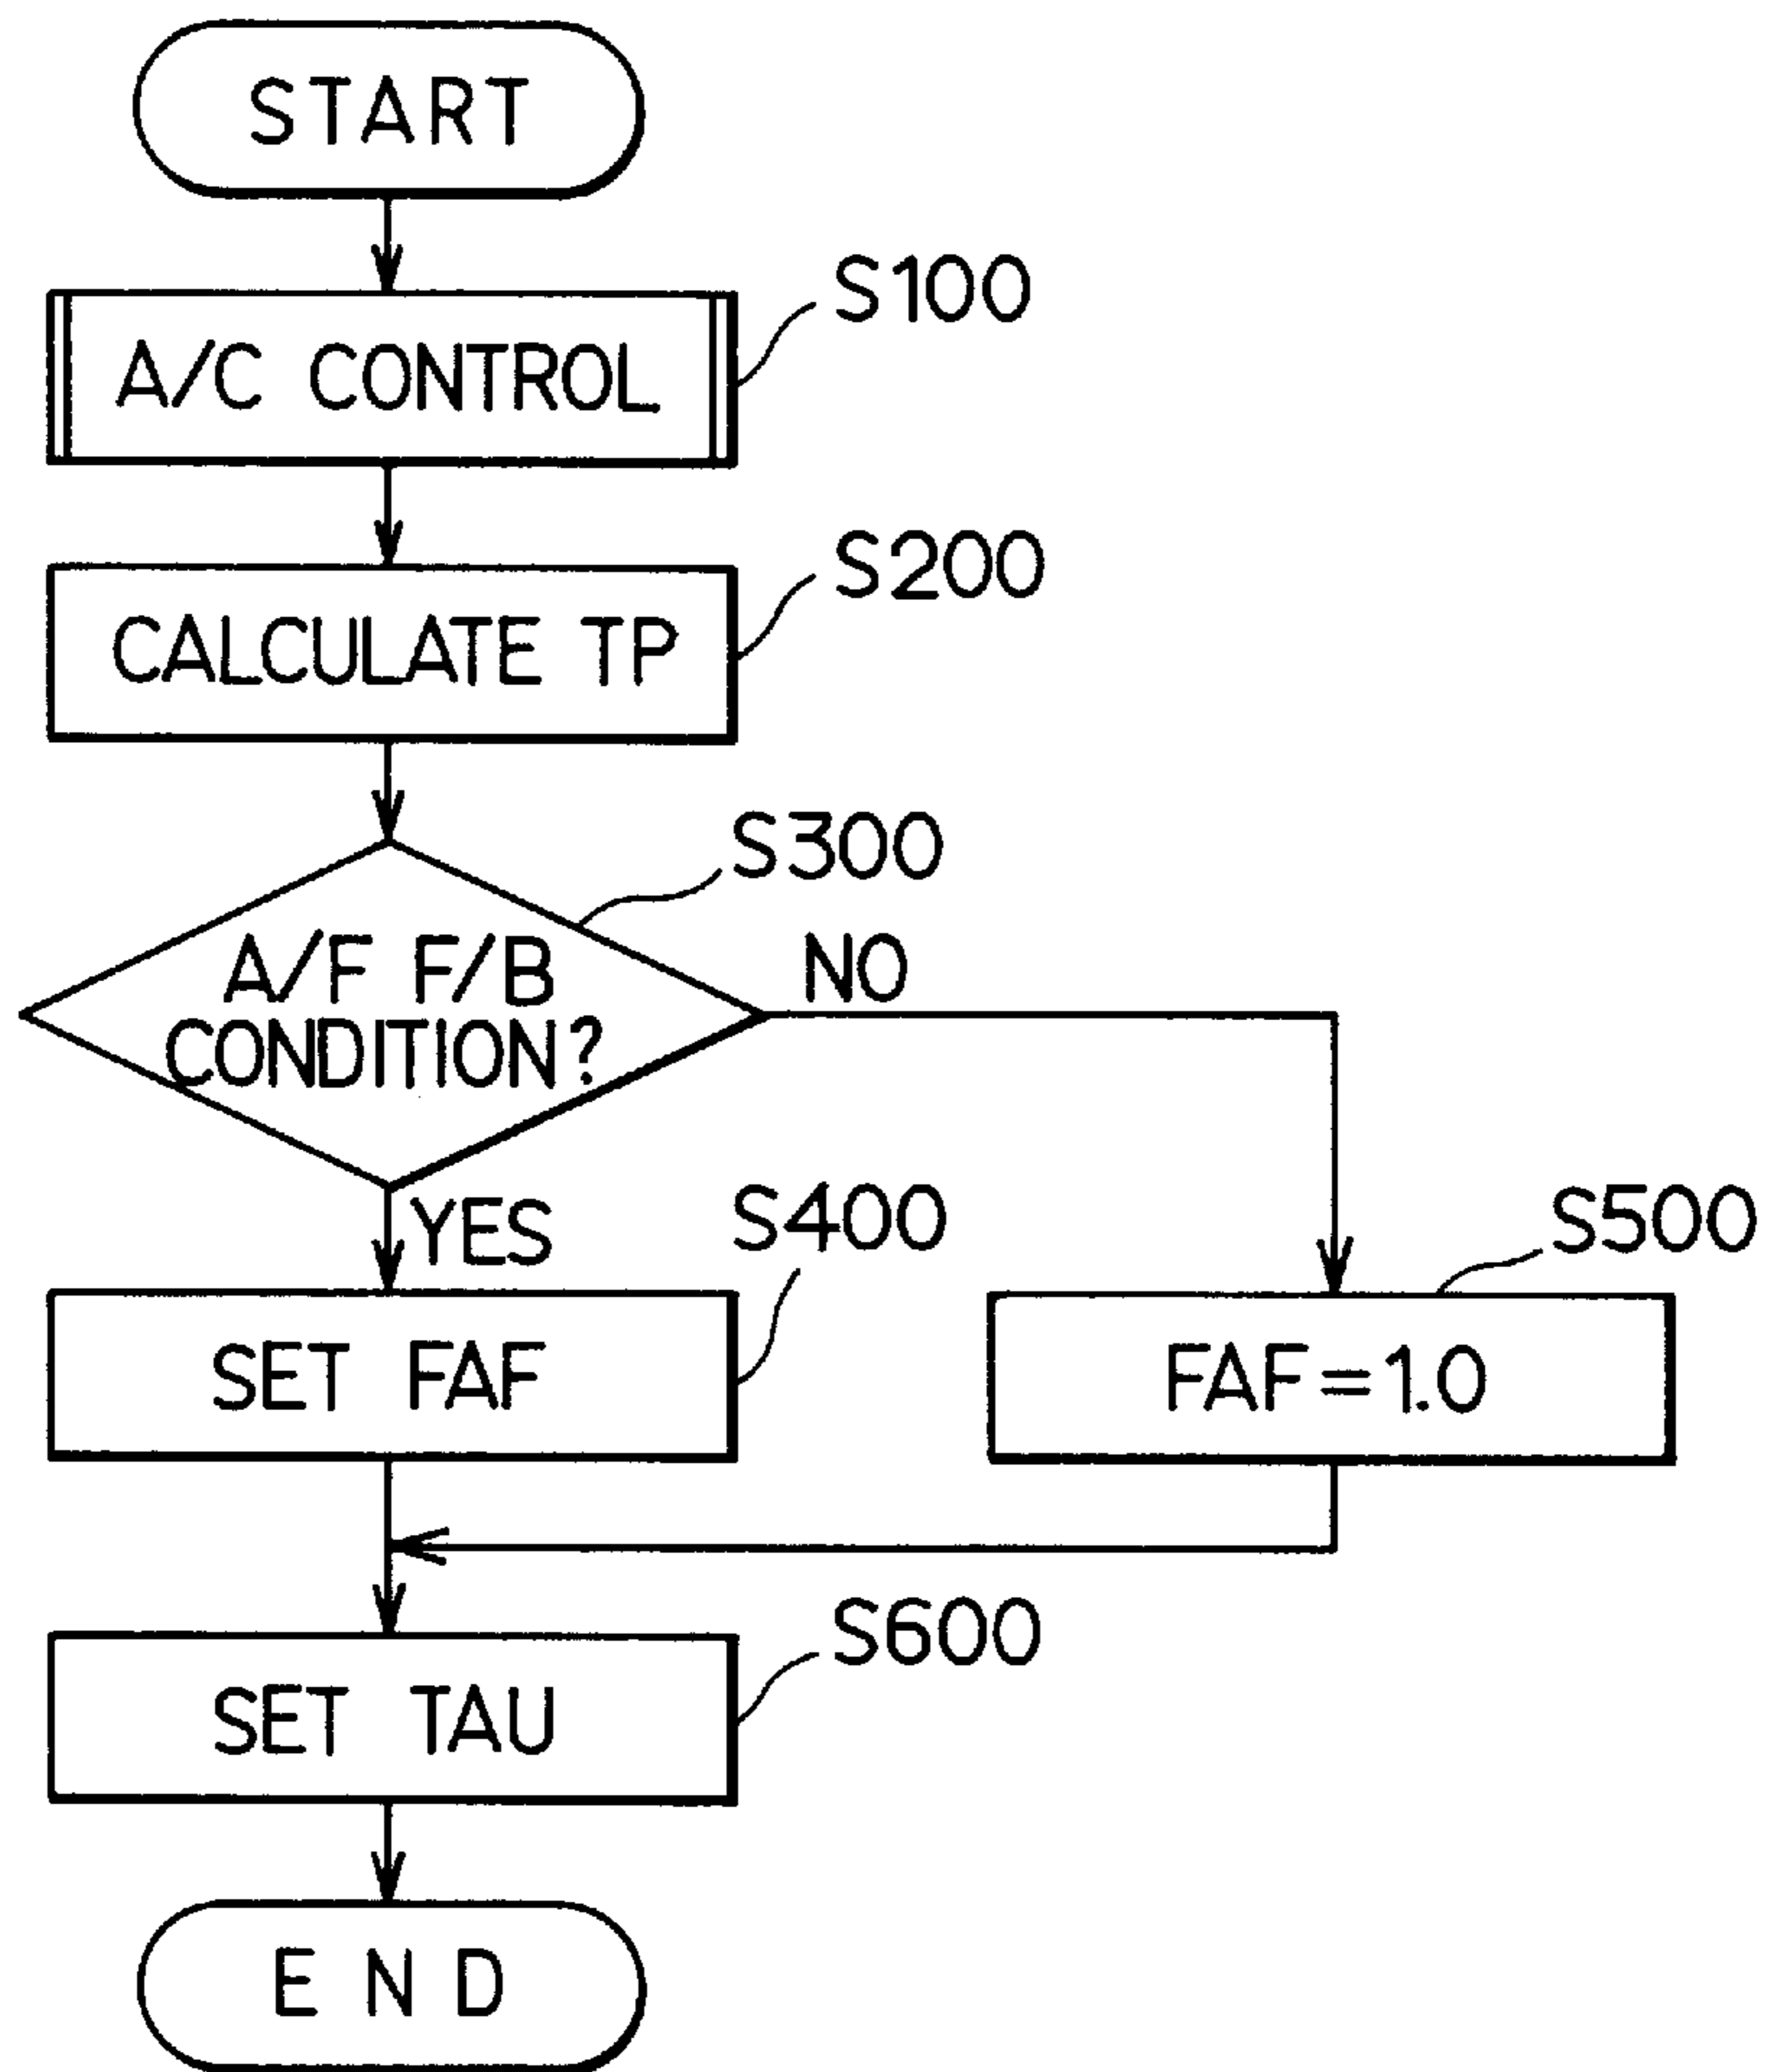 START
S100
A/C CONTROL
S200
CALCULATE TP
S300
A/F F/B
CONDITION?
NO
YES
S400
SET FAF
S500
FAF=1.0
S600
SET TAU
END